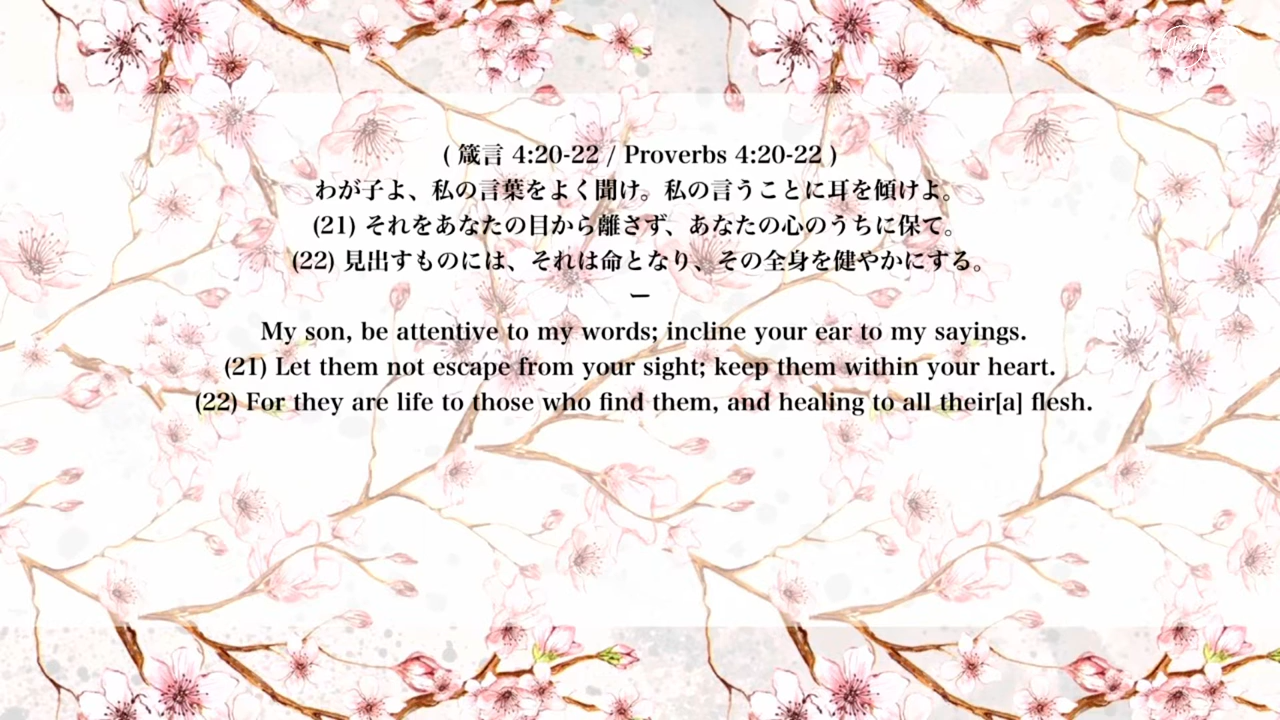 ( 箴言 4:20-22 / Proverbs 4:20-22 )
わが子よ、私の言葉をよく聞け。私の言うことに耳を傾けよ。
(21) それをあなたの目から離さず、あなたの心のうちに保て。
(22) 見出すものには、それは命となり、その全身を健やかにする。
ー
My son, be attentive to my words; incline your ear to my sayings.
(21) Let them not escape from your sight; keep them within your heart.
(22) For they are life to those who find them, and healing to all their[a] flesh.